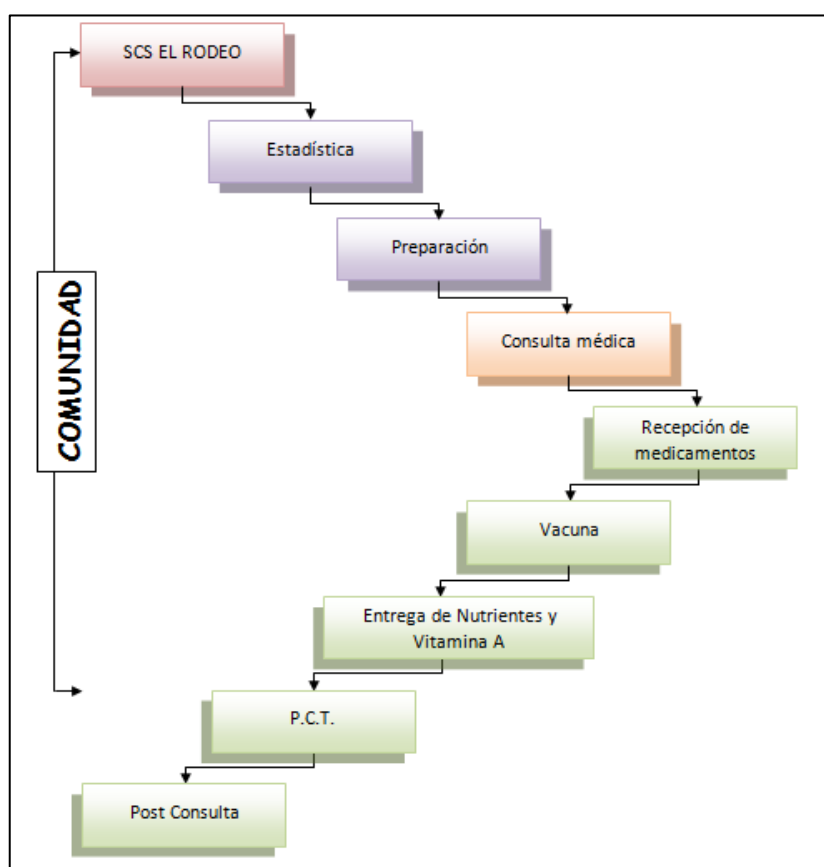 SCS EL RODEO
Estadística
Preparación
COMUNIDAD
Consulta médica
Recepción de
medicamentos
Vacuna
Entrega de Nutrientes y
Vitamina A
P.C.T.
Post Consulta